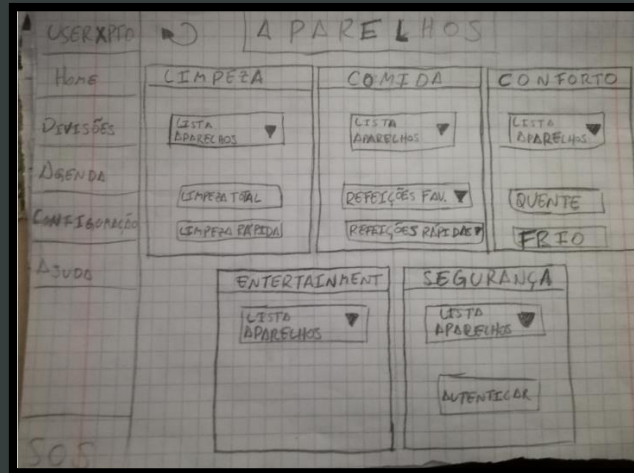 USERXPTO
APARELHOS
HOME
DIVISÕES
AGENDA
CONFIGURAÇÃO
AJUDA
SOS
LIMPEZA
LISTA
APARELHOS
LIMPEZA TOTAL
LIMPEZA RÁPIDA
COMIDA
LISTA
APARELHOS
REFEIÇÕES FAV.
REFEIÇÕES RÁPIDAS
CONFORTO
LISTA
APARELHOS
QUENTE
FRIO
ENTERTAINMENT
LISTA
APARELHOS
SEGURANÇA
LISTA
APARELHOS
AUTENTICAR